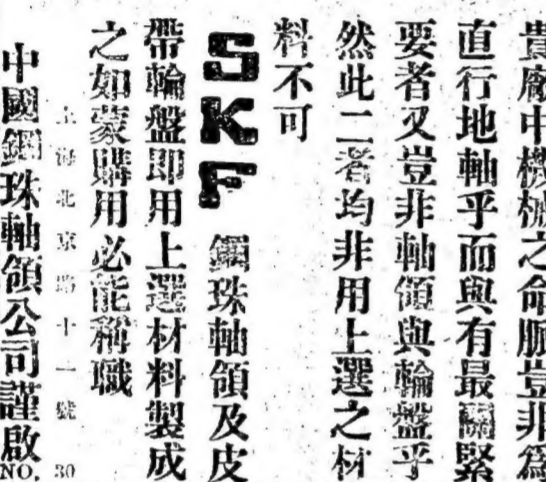 貴廠中機械之命脈豈非為
直行地軸乎而與有最關緊
要者又豈非軸領與輪盤乎
然此二者均非用上選之材
料不可
SKF 鋼珠軸領及皮
帶輪盤即用上選材料製成
之如蒙購用必能稱職
上海北京路十一號 30
中國鋼珠軸領公司謹啟 NO.